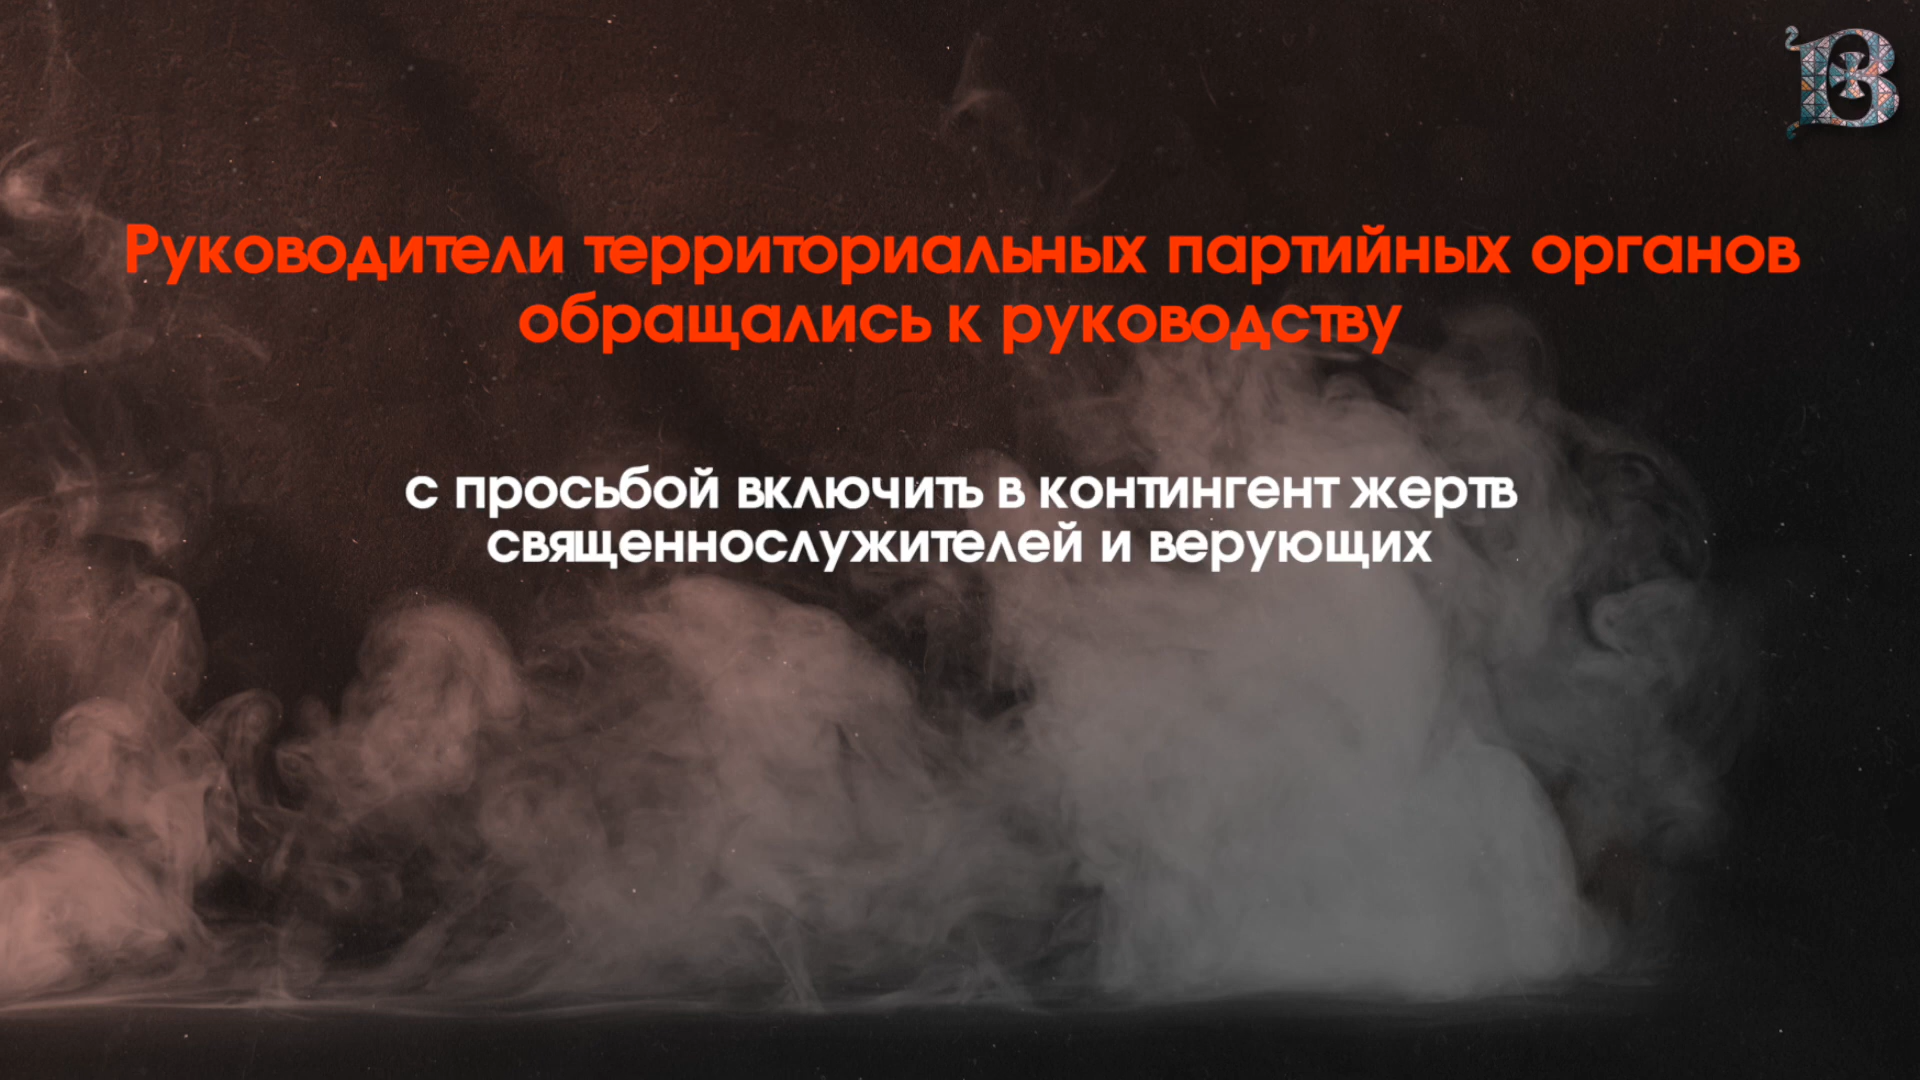 Руководители территориальных партийных органов
обращались к руководству
с просьбой включить в контингент жертв
священнослужителей и верующих